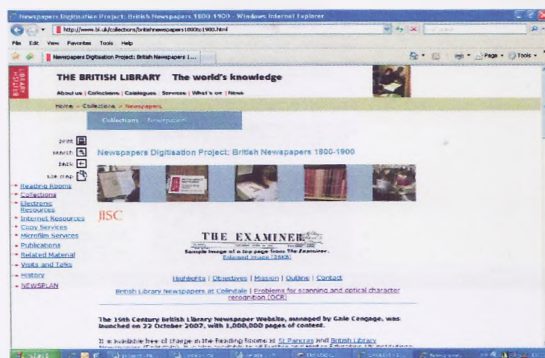 Newspapers Digitisation Project: British Newspapers 1800-1900 - Windows Internet Explorer
http://www.bl.uk/collections/britishnewspapers1800to1900.html
File Edit View Favorites Tools Help
Newspapers Digitisation Project: British Newspapers 1...
Page Tools
THE BRITISH LIBRARY The world's knowledge
About us | Collections | Catalogues Services | What's on | News
Home > Collections > Newspapers
Collections Newspapers
print
search
back
site map
Newspapers Digitisation Project: British Newspapers 1800-1900
Reading Rooms
Collections
Electronic
Resources
Internet Resources
Copy Services
Microfilm Services
Publications
Related Material
Visits and Talks
History
NEWSPLAN
JISC
THE EXAMINER
Sample image of a top page from The Examiner.
Enlarged image [26KB]
Highlights | Objectives | Mission | Outline | Contact
British Library Newspapers at Colindale | Problems for scanning and optical character
recognition [OCR]
The 19th Century British Library Newspaper Website, managed by Gale Cengage, was
launched on 22 October 2007, with 1,000,000 pages of content.
It is available free of charge in the Reading Rooms at St Pancras and British Library